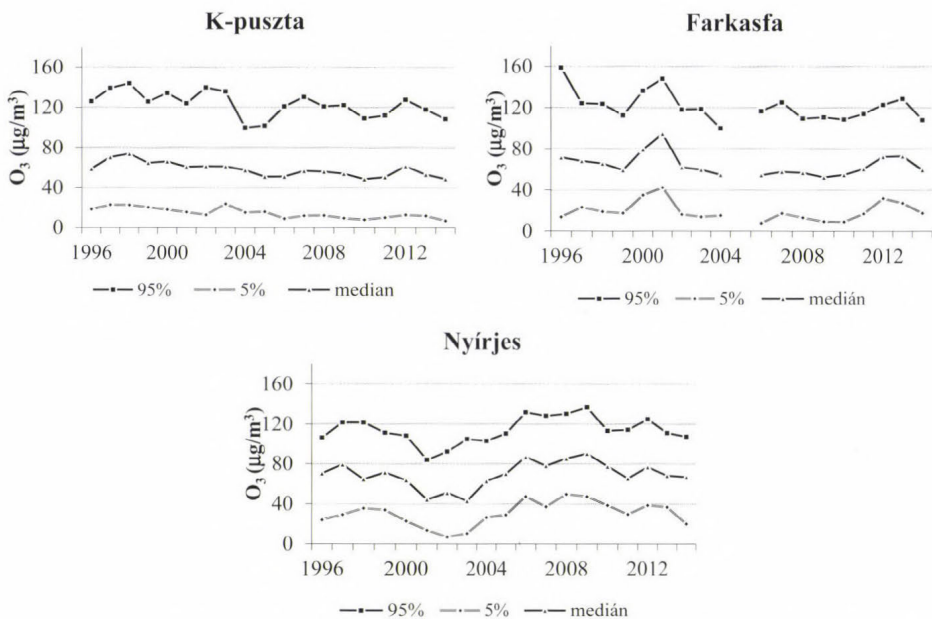 K-puszta
O₃ (µg/m³)
160
120
80
40
0
1996 2000 2004 2008 2012
95% 5% median
Farkasfa
O₃ (µg/m³)
160
120
80
40
0
1996 2000 2004 2008 2012
95% 5% medián
Nyírjes
O₃ (µg/m³)
160
120
80
40
0
1996 2000 2004 2008 2012
95% 5% medián